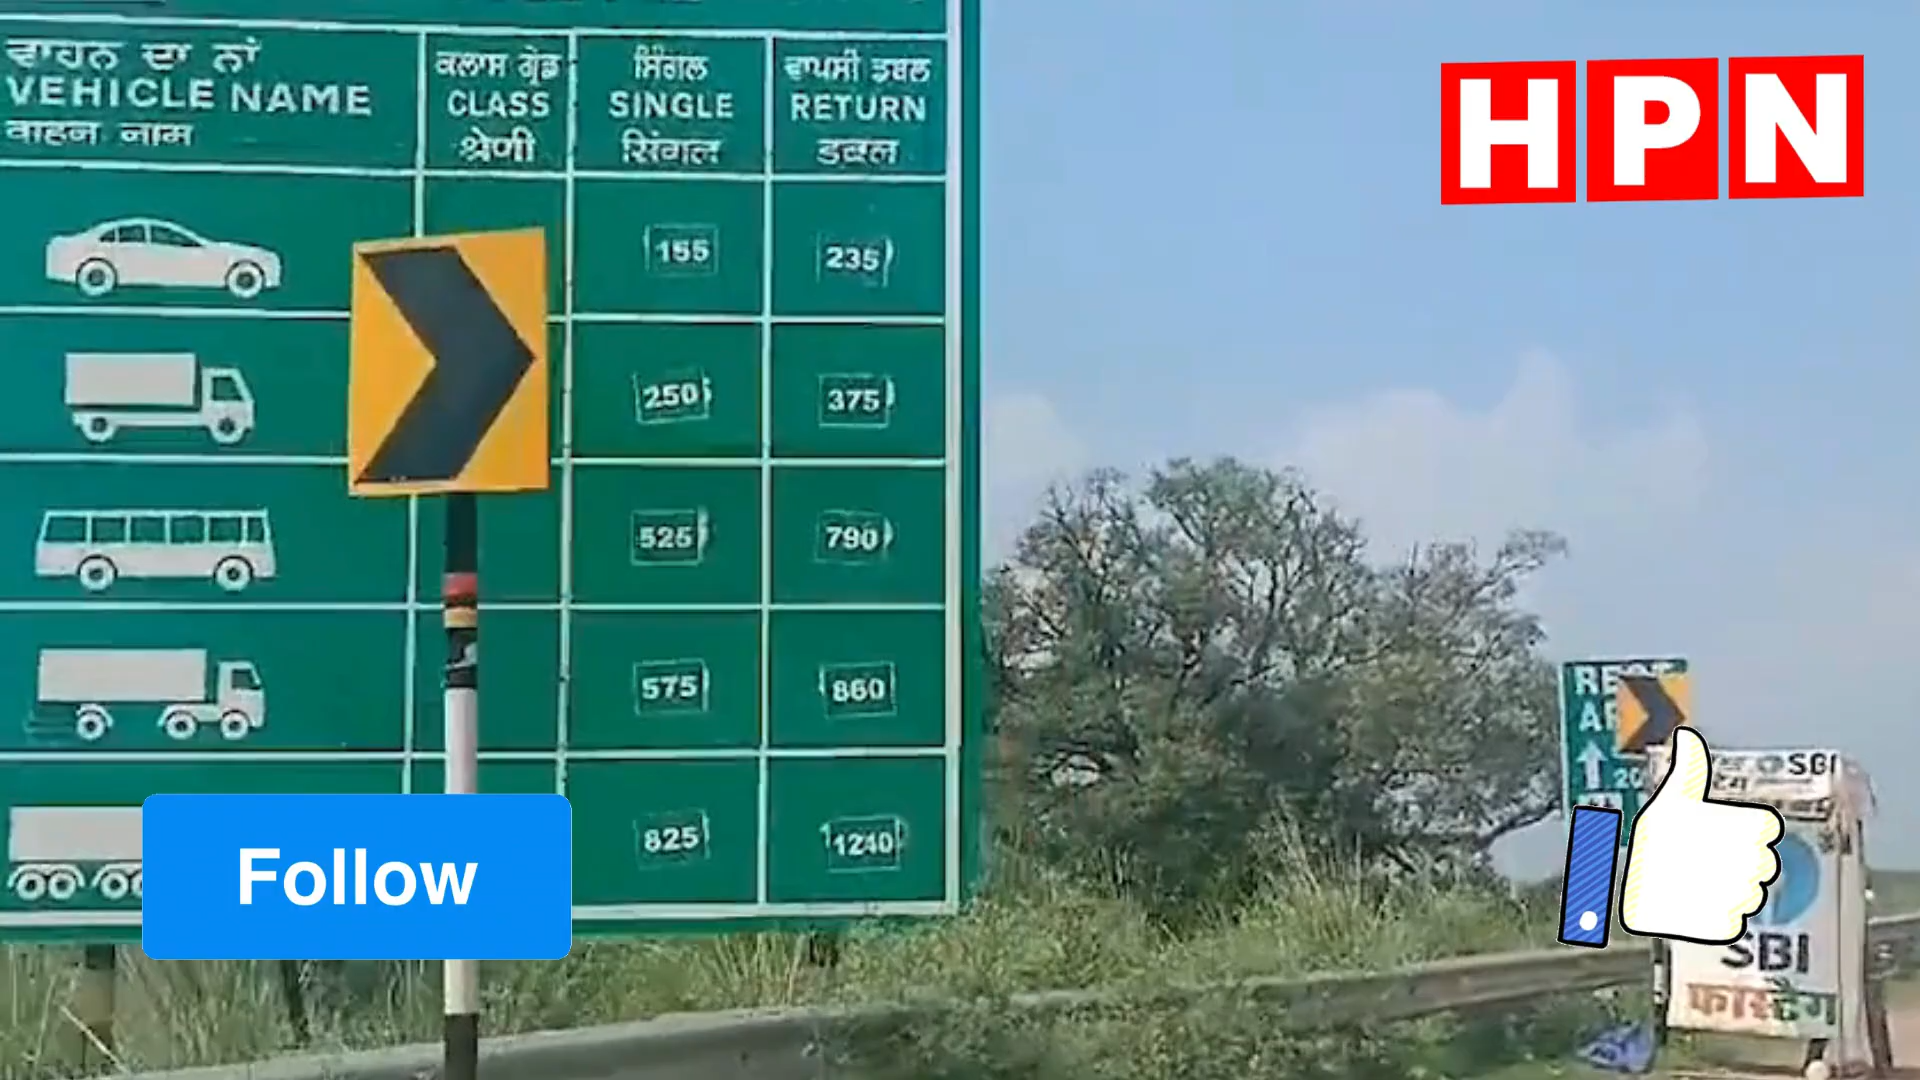 ਵਾਹਨ ਦਾ ਨਾਂ
VEHICLE NAME
वाहन नाम
ਕਲਾਸ ਗ੍ਰੇਡ
CLASS
श्रेणी
ਸਿੰਗਲ
SINGLE
सिंगल
ਵਾਪਸੀ ਡਬਲ
RETURN
डबल
155 235
250 375
525 790
575 860
825 1240
HPN
Follow
SBI
SBI
फास्टैग